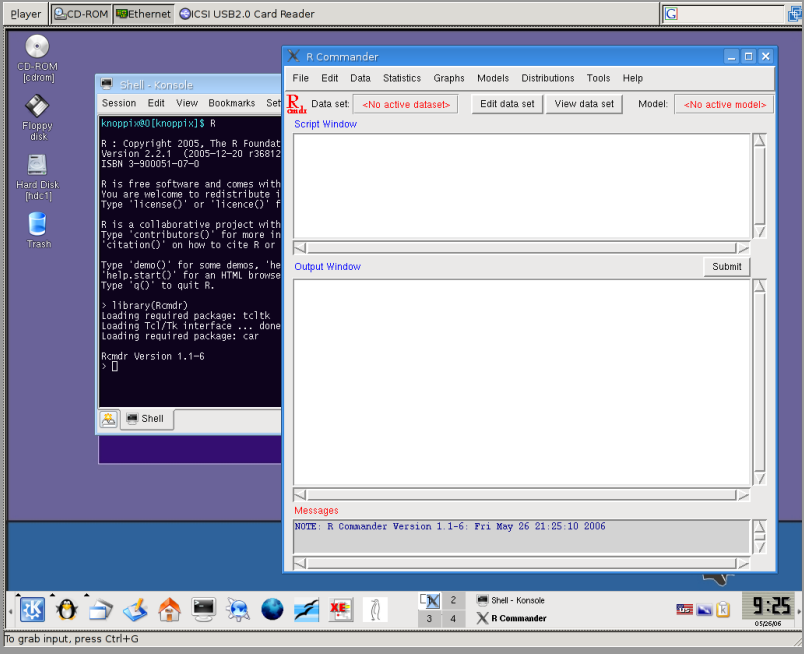 Player CD-ROM Ethernet ICSI USB2.0 Card Reader
CD-ROM
[cdrom]
Floppy
disk
Hard Disk
[hdc1]
Trash
Shell - Konsole
Session Edit View Bookmarks Set
knoppix@0[knoppix]$ R
R : Copyright 2005, The R Foundat
Version 2.2.1 (2005-12-20 r36812
ISBN 3-900051-07-0
R is free software and comes with
You are welcome to redistribute i
Type 'license()' or 'licence()' f
R is a collaborative project with
Type 'contributors()' for more in
'citation()' on how to cite R or
Type 'demo()' for some demos, 'he
'help.start()' for an HTML browse
Type 'q()' to quit R.
> library(Rcmdr)
Loading required package: tcltk
Loading Tcl/Tk interface ... done
Loading required package: car
Rcmdr Version 1.1-6
>
Shell
R Commander
File Edit Data Statistics Graphs Models Distributions Tools Help
R cmdr Data set: <No active dataset> Edit data set View data set Model: <No active model>
Script Window
Output Window Submit
Messages
NOTE: R Commander Version 1.1-6: Fri May 26 21:25:10 2006
K XE 1 2 Shell - Konsole US 9:25
3 4 R Commander 05/26/06
To grab input, press Ctrl+G